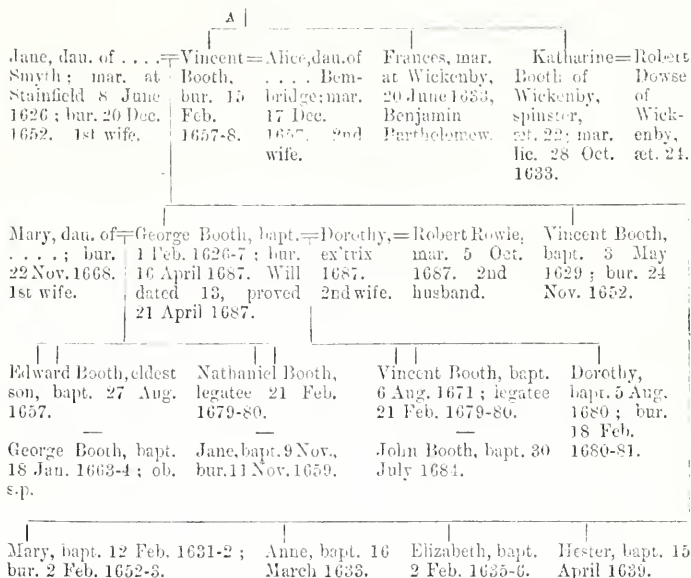 A
Jane, dau. of . . . .
Smyth; mar. at
Stainfield 8 June
1626; bur. 20 Dec.
1652. 1st wife.
Vincent
Booth,
bur. 15
Feb.
1657-8.
Alice, dau. of
. . . . Bem-
bridge; mar.
17 Dec.
1657. 2nd
wife.
Frances, mar.
at Wickenby,
20 June 1633,
Benjamin
Bartholomew.
Katharine
Booth of
Wickenby,
spinster,
æt. 22; mar.
lic. 28 Oct.
1633.
Robert
Dowse
of
Wick-
enby,
æt. 24.
Mary, dau. of
. . . .; bur.
22 Nov. 1668.
1st wife.
George Booth, bapt.
1 Feb. 1626-7; bur.
16 April 1687. Will
dated 13, proved
21 April 1687.
Dorothy,
ex'trix
1687.
2nd wife.
Robert Rowle,
mar. 5 Oct.
1687. 2nd
husband.
Vincent Booth,
bapt. 3 May
1629; bur. 24
Nov. 1652.
Edward Booth, eldest
son, bapt. 27 Aug.
1657.
George Booth, bapt.
18 Jan. 1663-4; ob.
s.p.
Nathaniel Booth,
legatee 21 Feb.
1679-80.
Jane, bapt. 9 Nov.,
bur. 11 Nov. 1659.
Vincent Booth, bapt.
6 Aug. 1671; legatee
21 Feb. 1679-80.
John Booth, bapt. 30
July 1684.
Dorothy,
bapt. 5 Aug.
1680; bur.
18 Feb.
1680-81.
Mary, bapt. 12 Feb. 1631-2;
bur. 2 Feb. 1652-3.
Anne, bapt. 16
March 1633.
Elizabeth, bapt.
2 Feb. 1635-6.
Hester, bapt. 15
April 1639.